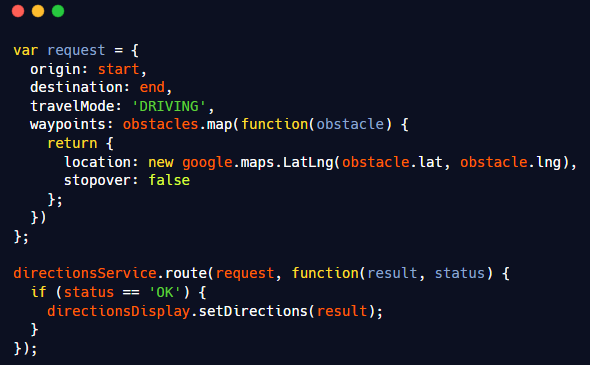 var request = {
  origin: start,
  destination: end,
  travelMode: 'DRIVING',
  waypoints: obstacles.map(function(obstacle) {
    return {
      location: new google.maps.LatLng(obstacle.lat, obstacle.lng),
      stopover: false
    };
  })
};

directionsService.route(request, function(result, status) {
  if (status == 'OK') {
    directionsDisplay.setDirections(result);
  }
});